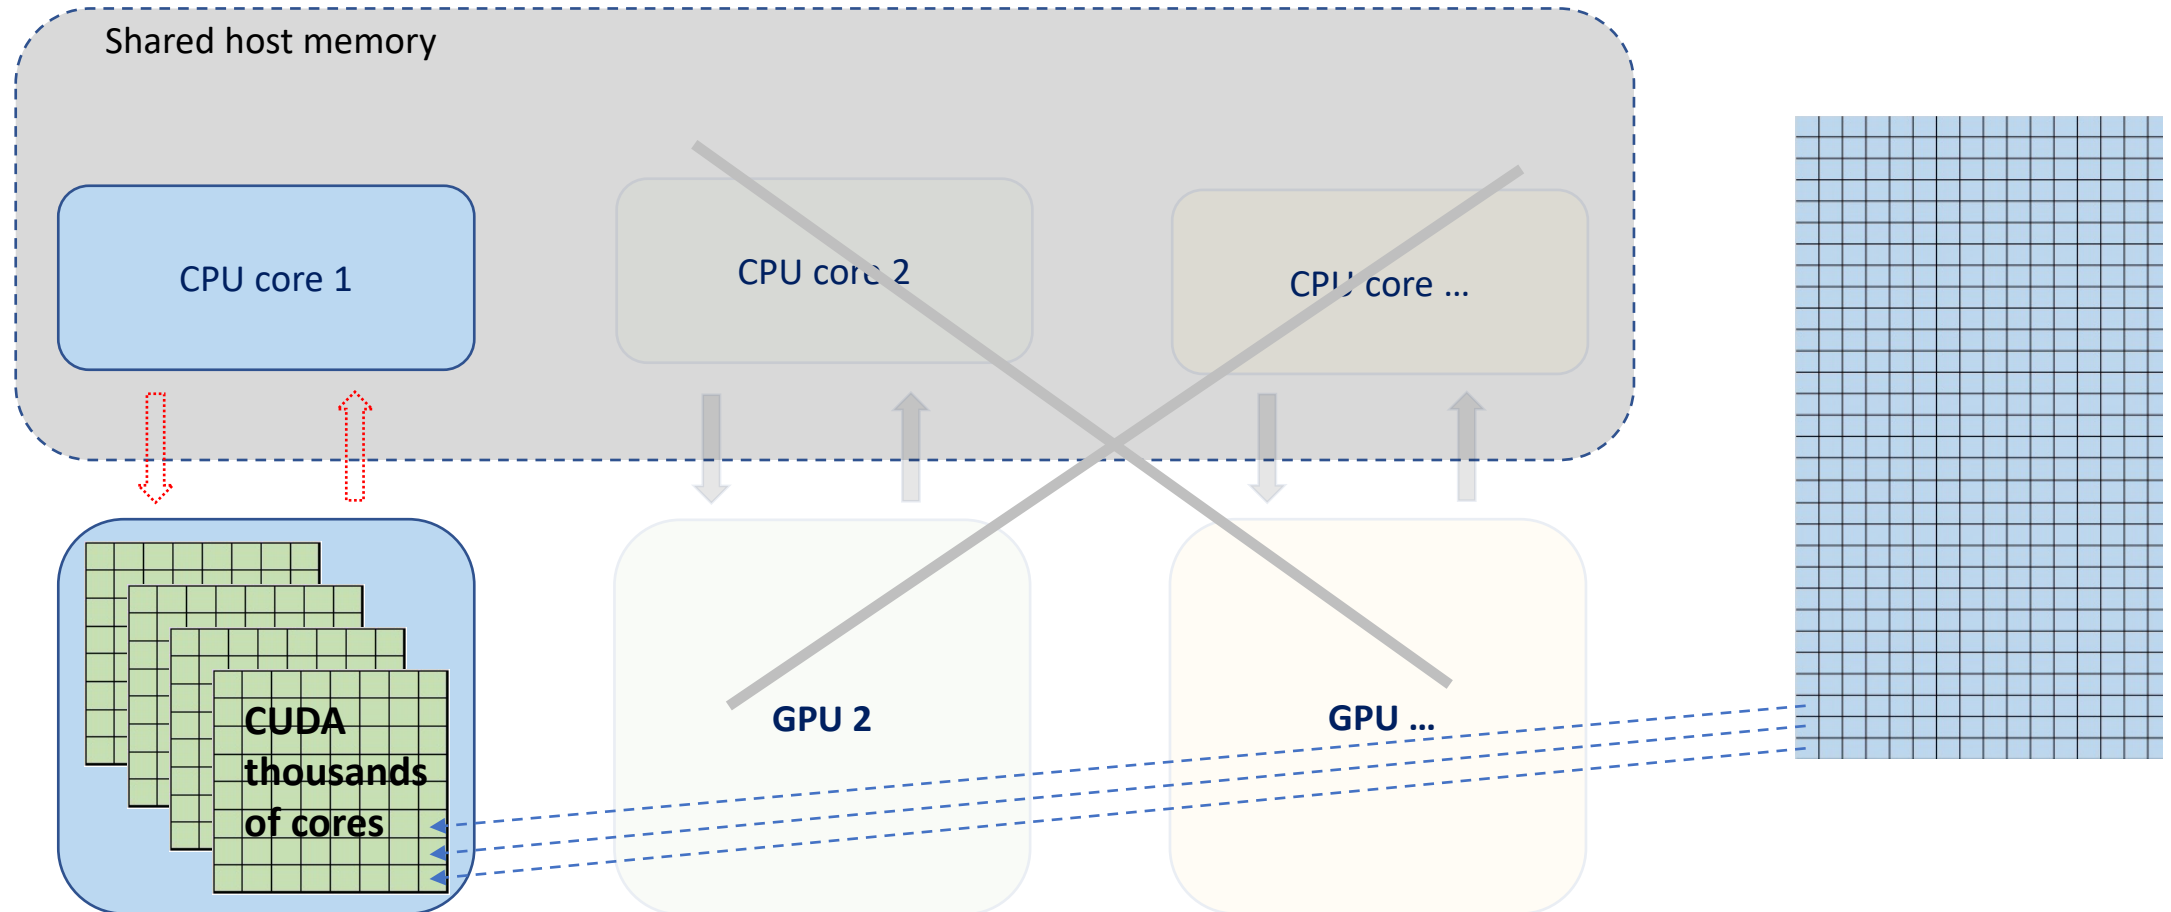 Shared host memory
CPU core 1
CPU core 2
CPU core ...
CUDA
thousands
of cores
GPU 2
GPU ...